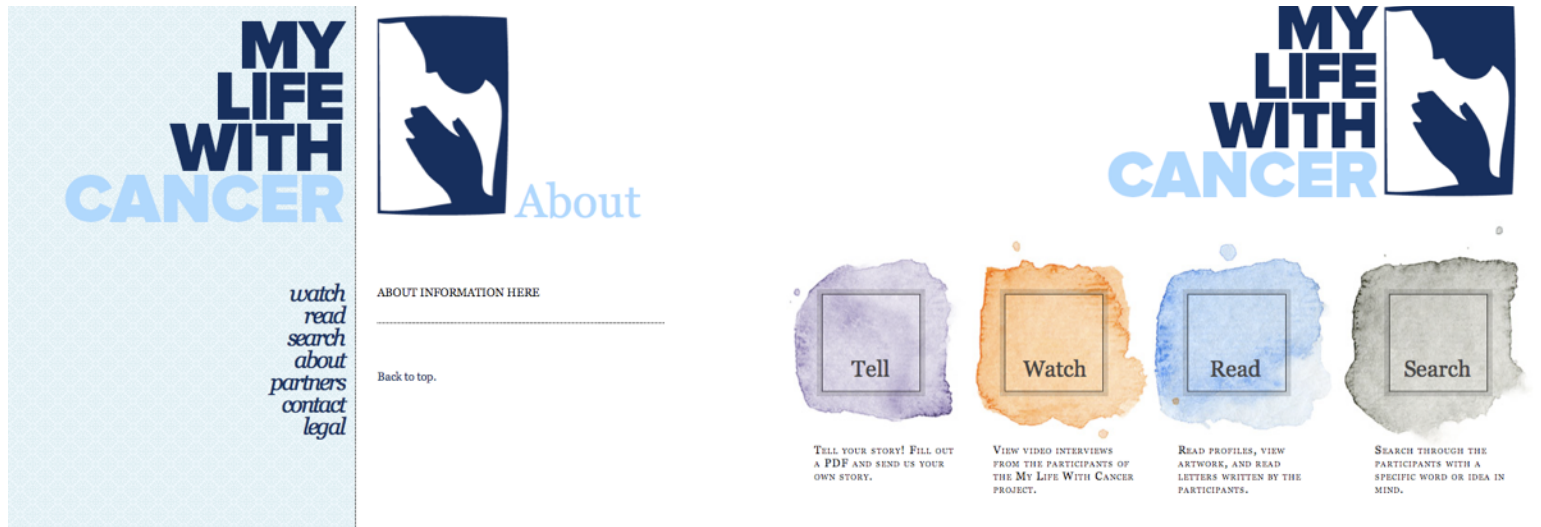 MY
LIFE
WITH
CANCER
About
watch
read
search
about
partners
contact
legal
ABOUT INFORMATION HERE
Back to top.
MY
LIFE
WITH
CANCER
Tell
Watch
Read
Search
TELL YOUR STORY! FILL OUT
A PDF AND SEND US YOUR
OWN STORY.
VIEW VIDEO INTERVIEWS
FROM THE PARTICIPANTS OF
THE MY LIFE WITH CANCER
PROJECT.
READ PROFILES, VIEW
ARTWORK, AND READ
LETTERS WRITTEN BY THE
PARTICIPANTS.
SEARCH THROUGH THE
PARTICIPANTS WITH A
SPECIFIC WORD OR IDEA IN
MIND.